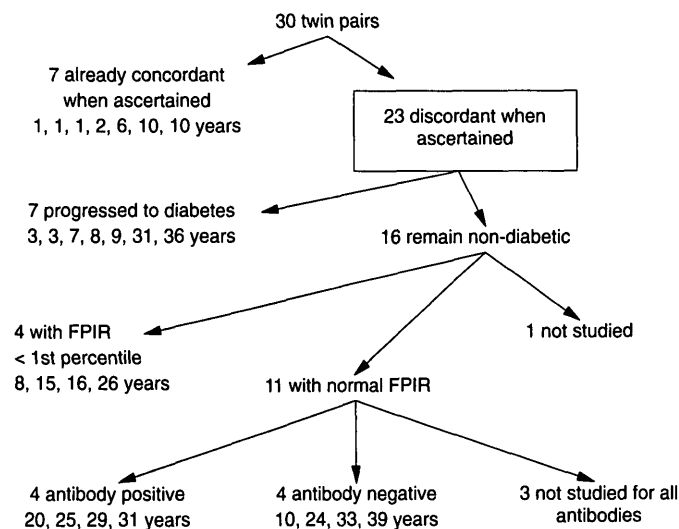 30 twin pairs
7 already concordant
when ascertained
1, 1, 1, 2, 6, 10, 10 years
23 discordant when
ascertained
7 progressed to diabetes
3, 3, 7, 8, 9, 31, 36 years
16 remain non-diabetic
4 with FPIR
< 1st percentile
8, 15, 16, 26 years
1 not studied
11 with normal FPIR
4 antibody positive
20, 25, 29, 31 years
4 antibody negative
10, 24, 33, 39 years
3 not studied for all
antibodies